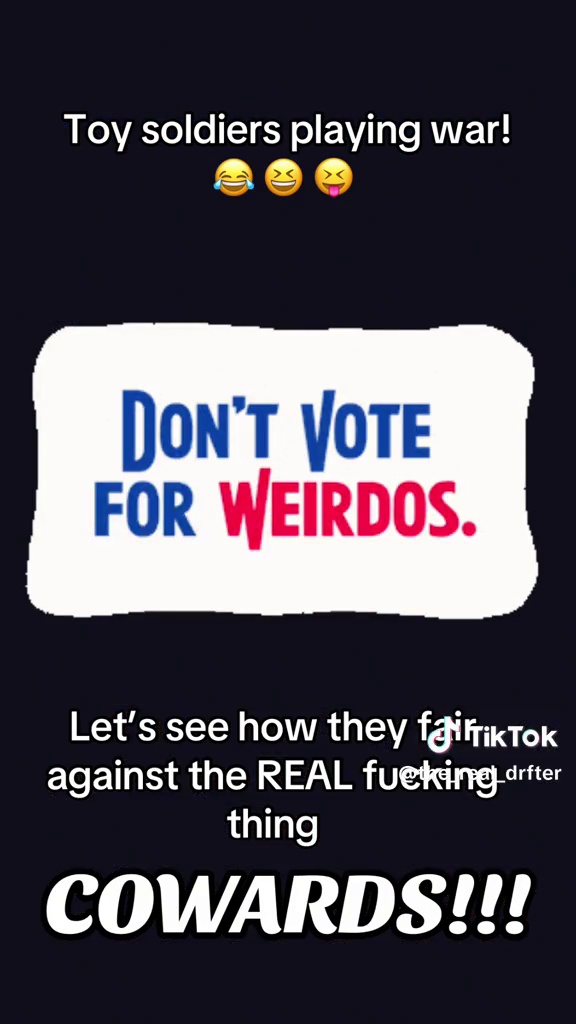 Toy soldiers playing war!
😂 😆 😝
DON'T VOTE
FOR WEIRDOS.
Let's see how they fair
TikTok
against the REAL fucking
@the_real_drfter
thing
COWARDS!!!